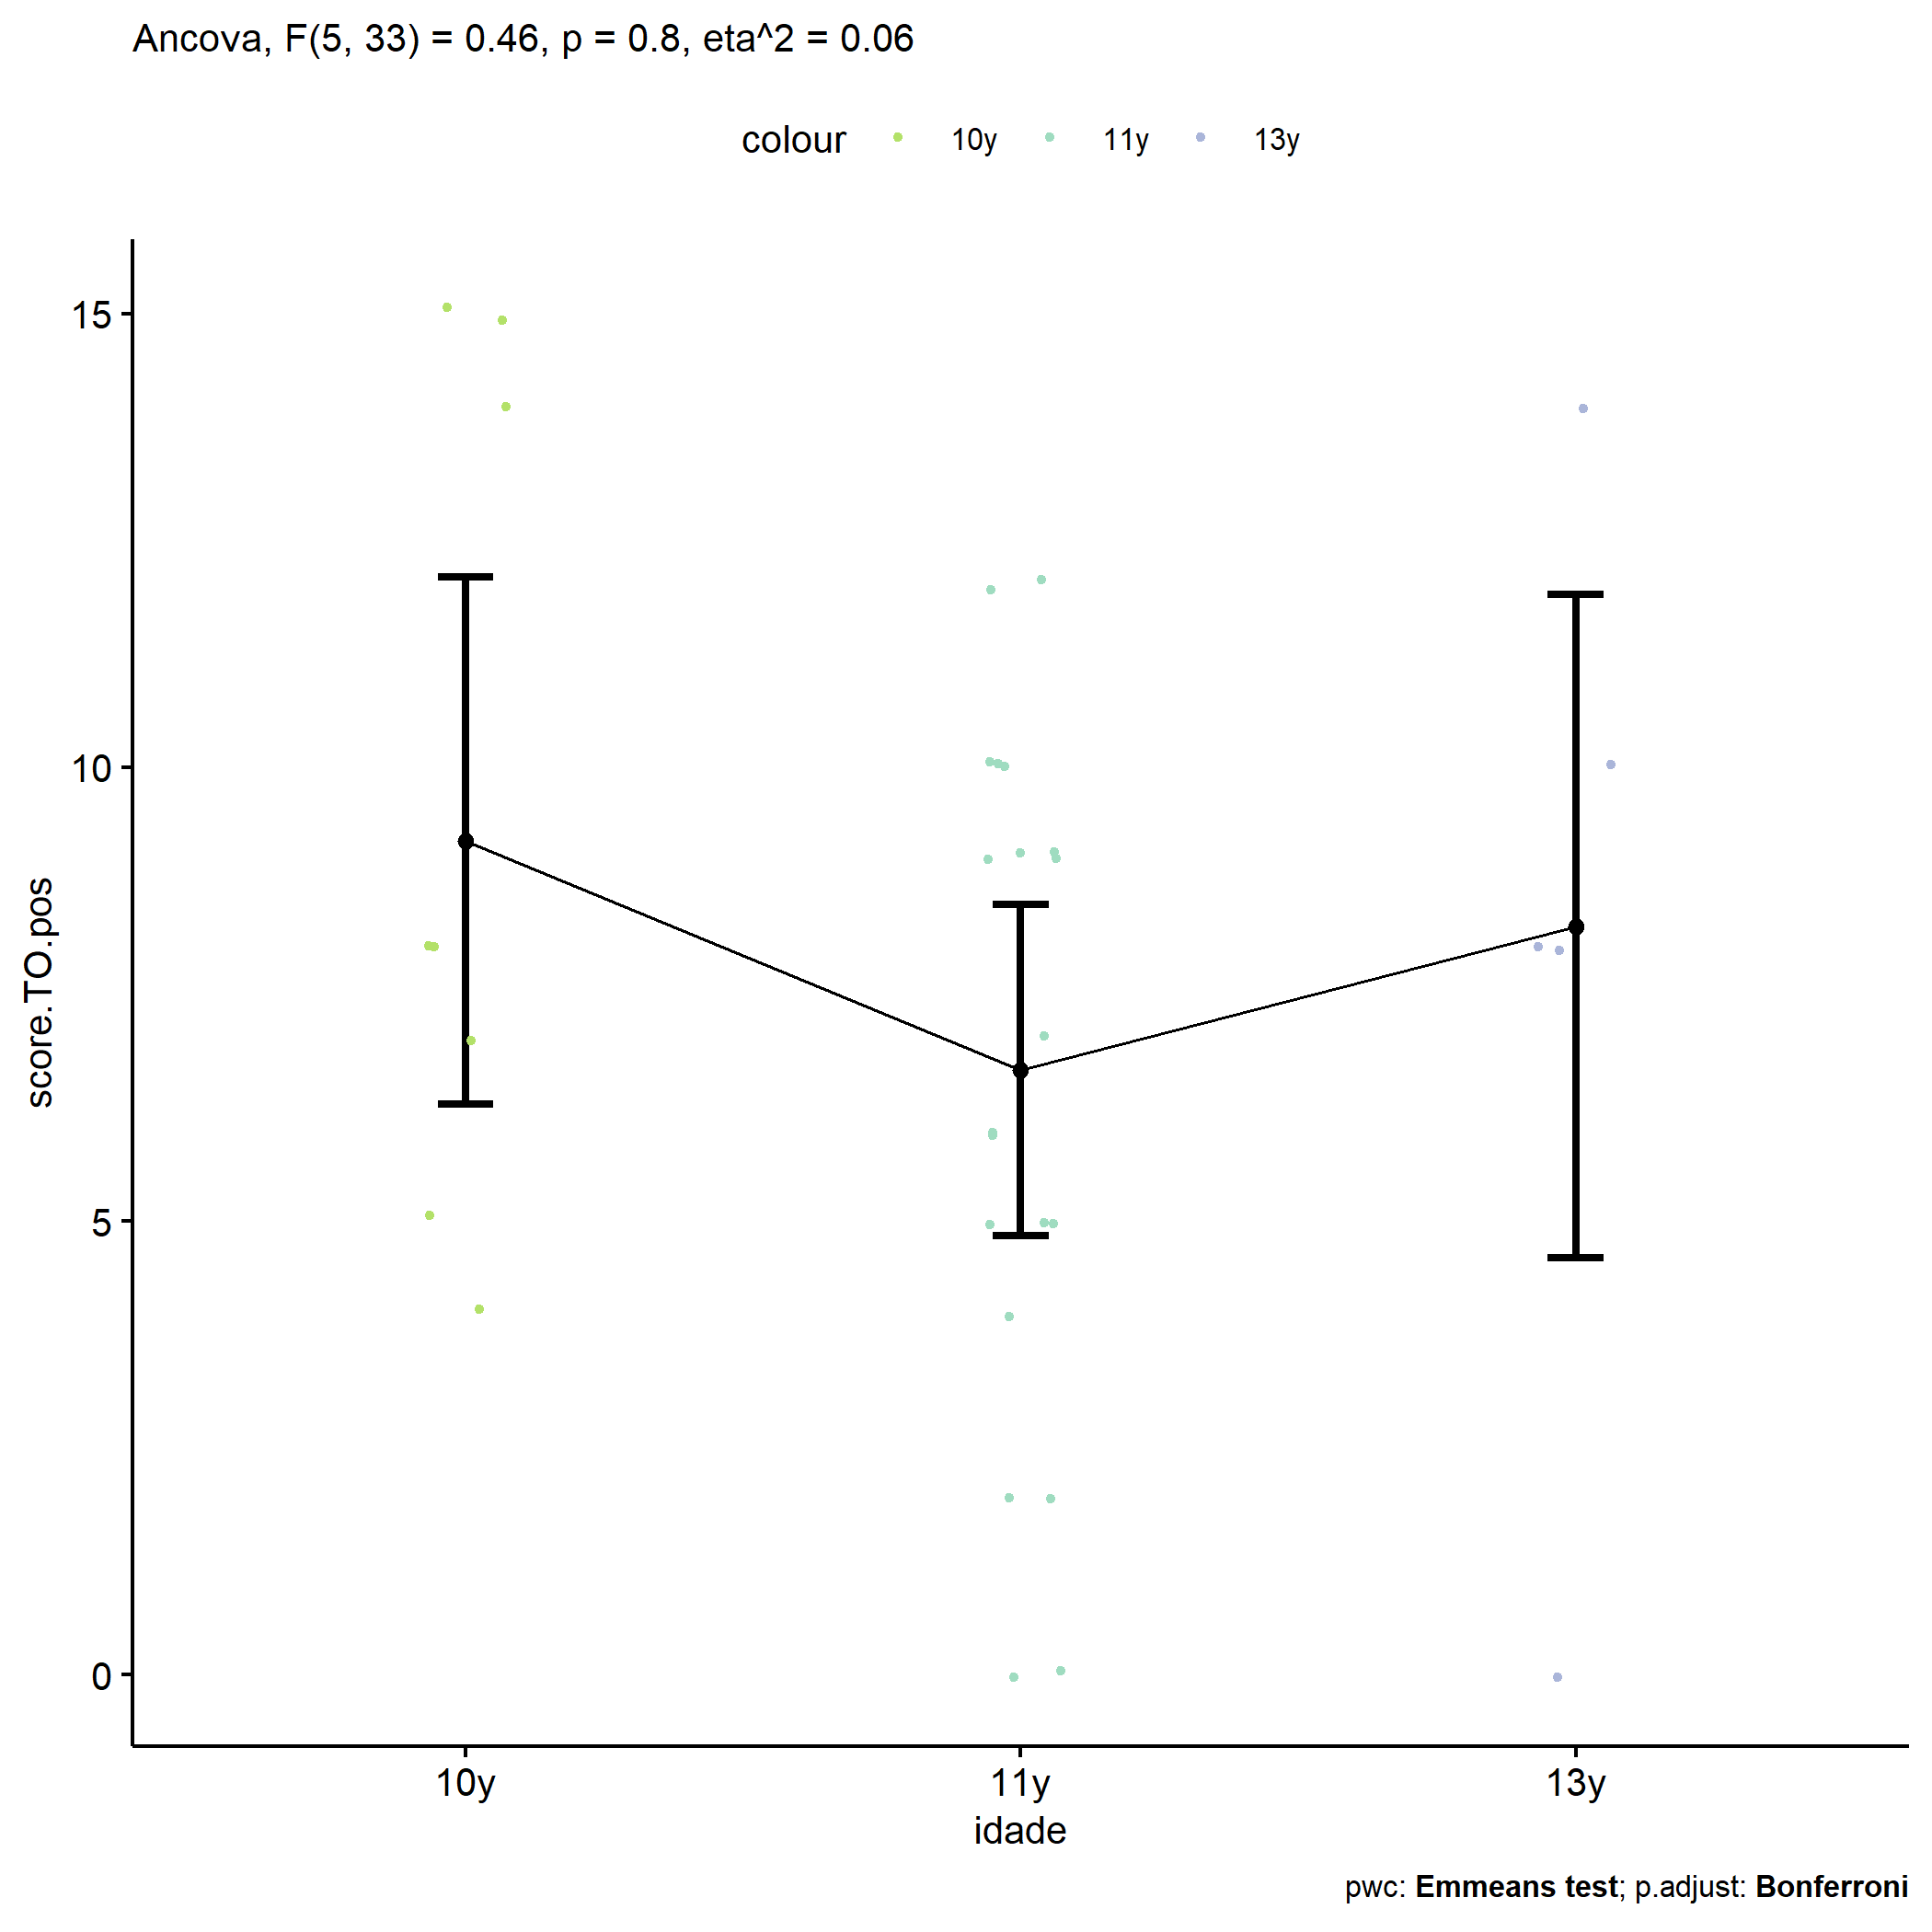 Ancova, F(5, 33) = 0.46, p = 0.8, eta^2 = 0.06
colour 10y 11y 13y
15
10
5
0
score.TO.pos
10y 11y 13y
idade
pwc: Emmeans test; p.adjust: Bonferroni